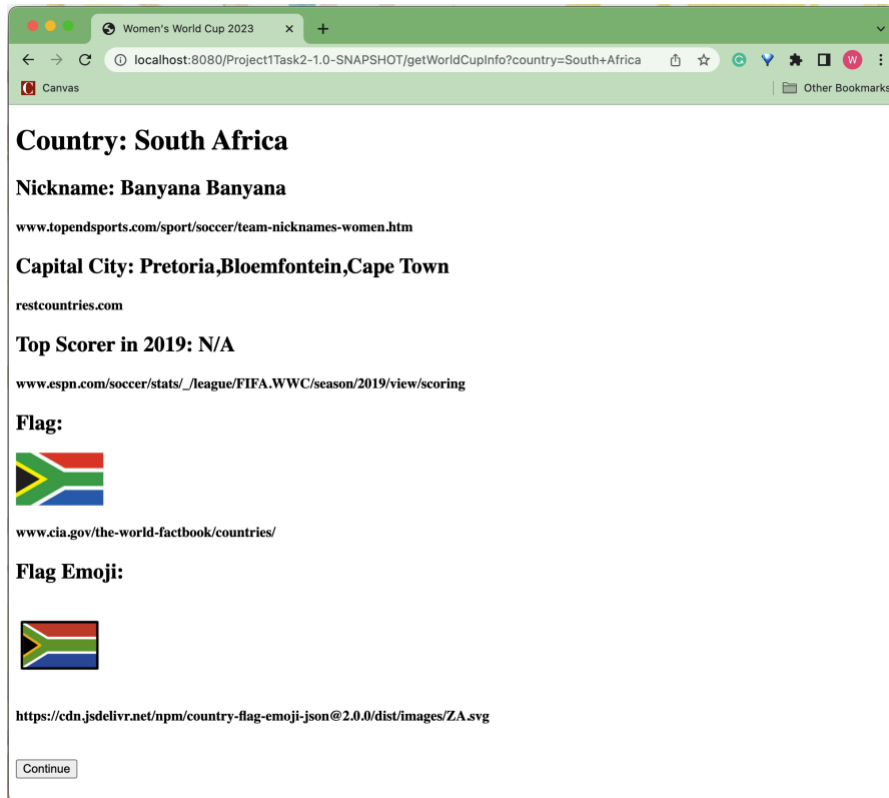 Women's World Cup 2023
localhost:8080/Project1Task2-1.0-SNAPSHOT/getWorldCupInfo?country=South+Africa
W
Canvas
Other Bookmarks
Country: South Africa
Nickname: Banyana Banyana
www.topendsports.com/sport/soccer/team-nicknames-women.htm
Capital City: Pretoria,Bloemfontein,Cape Town
restcountries.com
Top Scorer in 2019: N/A
www.espn.com/soccer/stats/_/league/FIFA.WWC/season/2019/view/scoring
Flag:
www.cia.gov/the-world-factbook/countries/
Flag Emoji:
https://cdn.jsdelivr.net/npm/country-flag-emoji-json@2.0.0/dist/images/ZA.svg
Continue